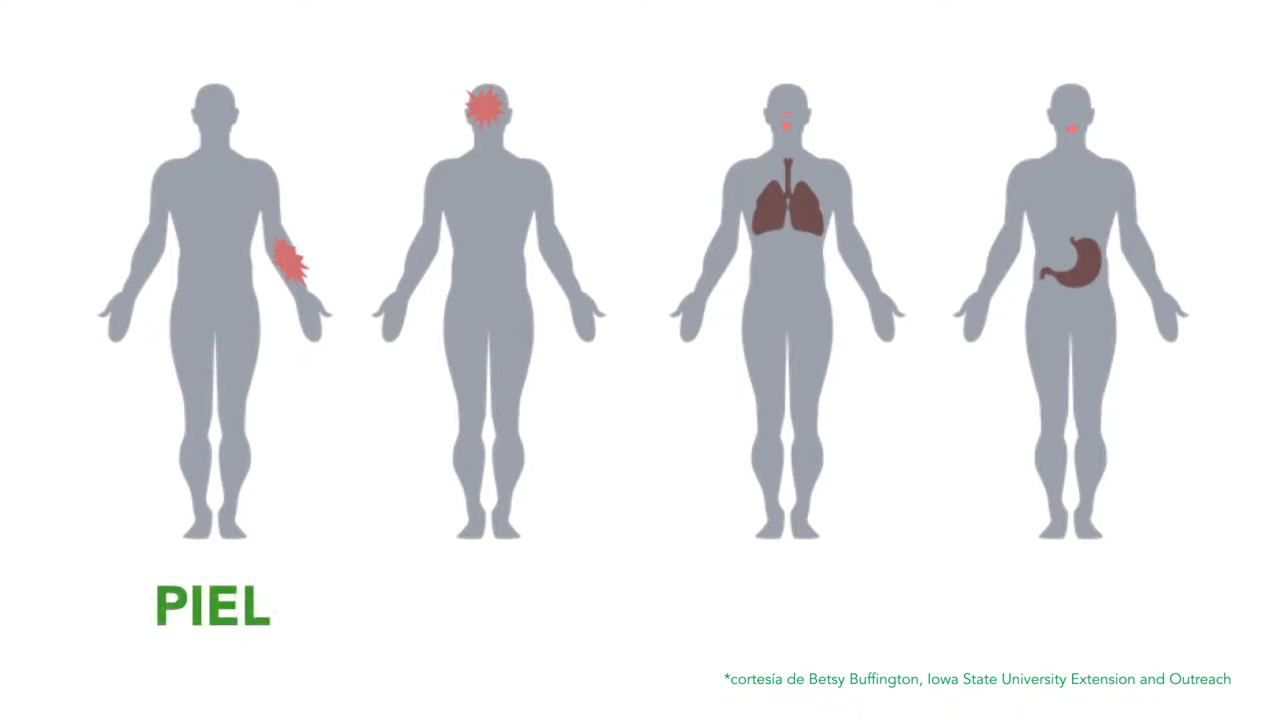 PIEL
*cortesía de Betsy Buffington, Iowa State University Extension and Outreach